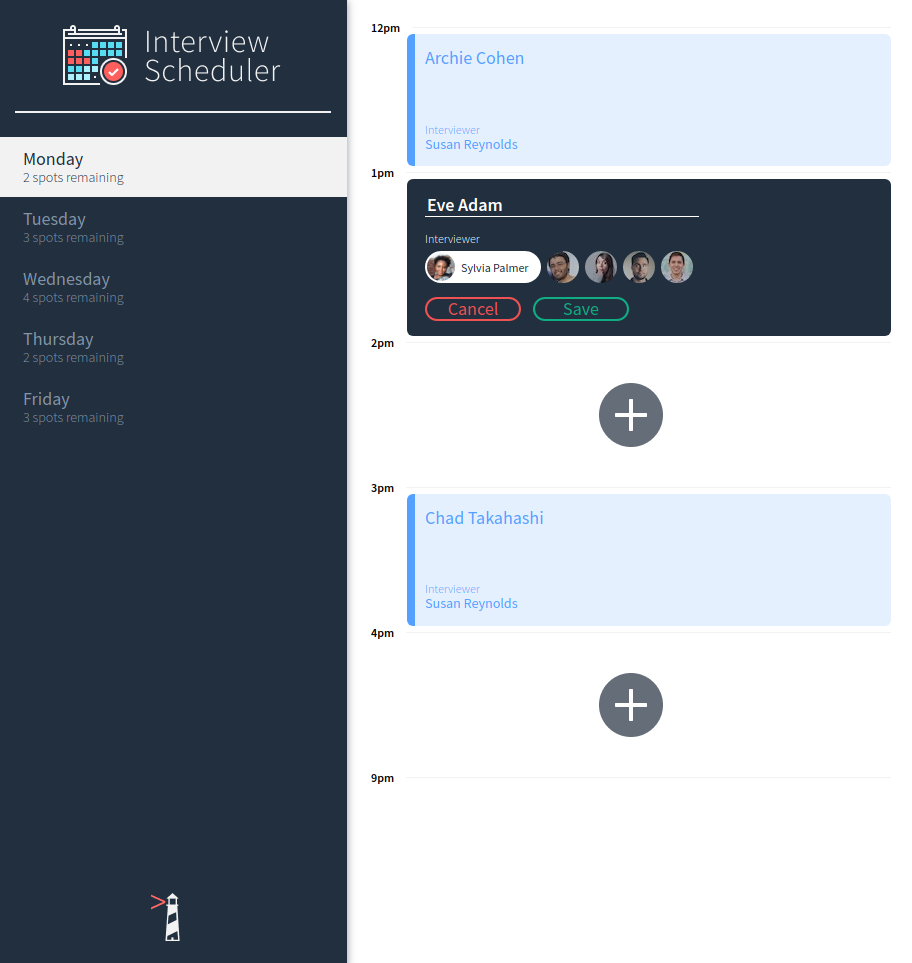 Interview
Scheduler
Monday
2 spots remaining
Tuesday
3 spots remaining
Wednesday
4 spots remaining
Thursday
2 spots remaining
Friday
3 spots remaining
>
12pm
Archie Cohen
Interviewer
Susan Reynolds
1pm
Eve Adam
Interviewer
Sylvia Palmer
Cancel Save
2pm
3pm
Chad Takahashi
Interviewer
Susan Reynolds
4pm
9pm